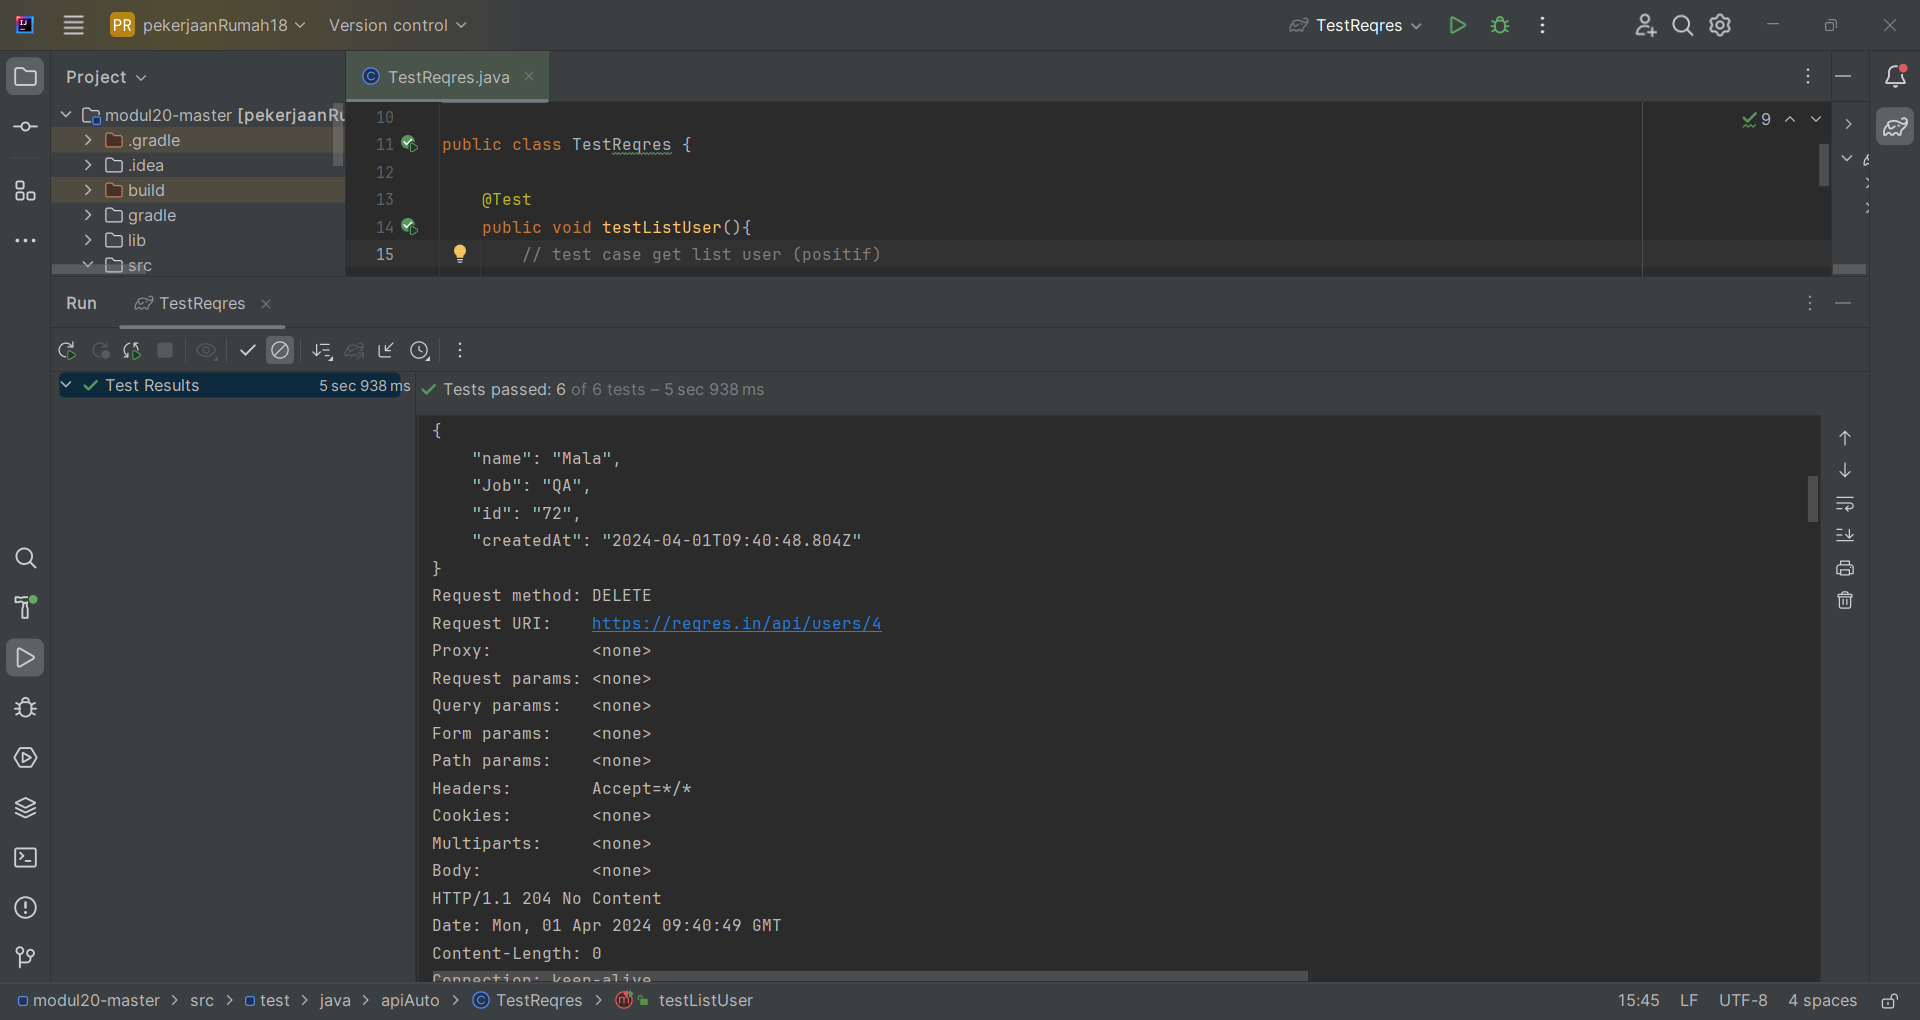 PR pekerjaanRumah18 Version control TestReqres
Project
TestReqres.java
modul20-master [pekerjaanRu
.gradle
.idea
build
gradle
lib
src
10
11 public class TestReqres {
12
13 @Test
14 public void testListUser(){
15 // test case get list user (positif)
9
Run TestReqres
Test Results 5 sec 938 ms
Tests passed: 6 of 6 tests – 5 sec 938 ms
{
"name": "Mala",
"Job": "QA",
"id": "72",
"createdAt": "2024-04-01T09:40:48.804Z"
}
Request method: DELETE
Request URI: https://reqres.in/api/users/4
Proxy: <none>
Request params: <none>
Query params: <none>
Form params: <none>
Path params: <none>
Headers: Accept=*/*
Cookies: <none>
Multiparts: <none>
Body: <none>
HTTP/1.1 204 No Content
Date: Mon, 01 Apr 2024 09:40:49 GMT
Content-Length: 0
Connection: keep-alive
modul20-master > src > test > java > apiAuto > TestReqres > testListUser
15:45 LF UTF-8 4 spaces